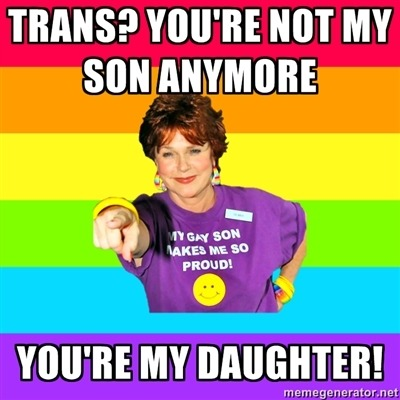 TRANS? YOU'RE NOT MY
SON ANYMORE
MY GAY SON
MAKES ME SO
PROUD!
YOU'RE MY DAUGHTER!
memegenerator.net